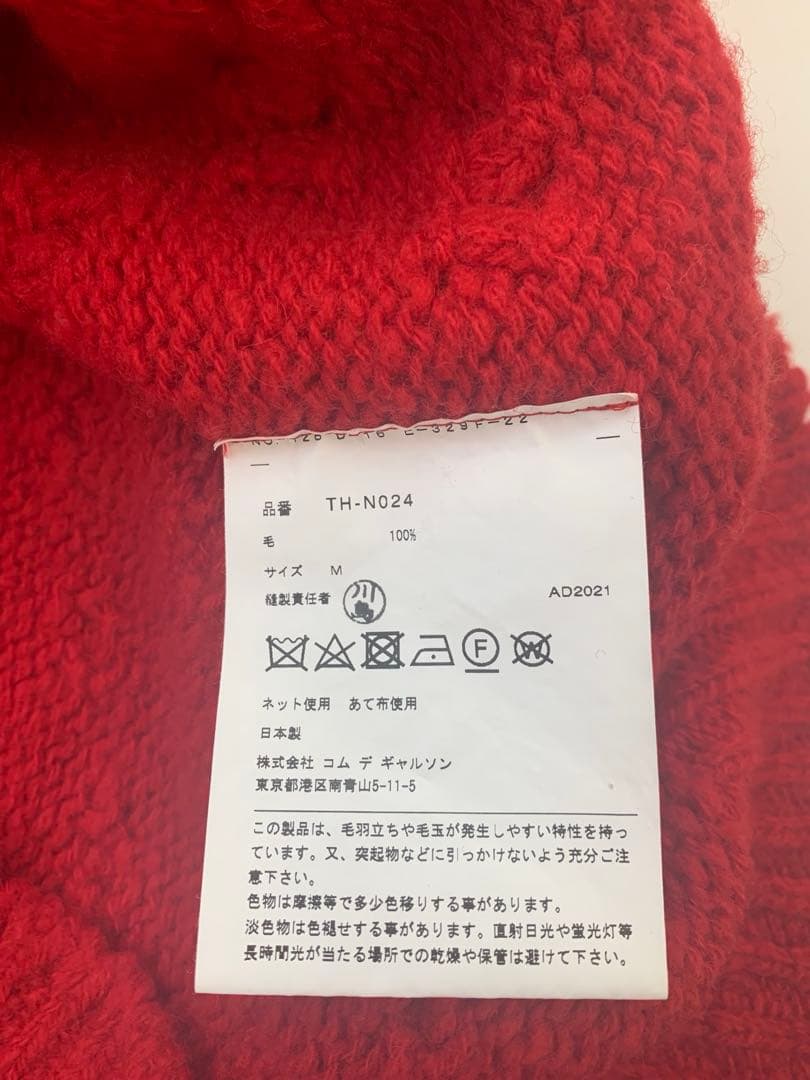 品番 TH-N024
毛 100%
サイズ M
縫製責任者 川島 AD2021
F W
ネット使用 あて布使用
日本製
株式会社 コム デ ギャルソン
東京都港区南青山5-11-5
この製品は、毛羽立ちや毛玉が発生しやすい特性を持っ
ています。又、突起物などに引っかけないよう充分ご注
意下さい。
色物は摩擦等で多少色移りする事があります。
淡色物は色褪せする事があります。直射日光や蛍光灯等
長時間光が当たる場所での乾燥や保管は避けて下さい。